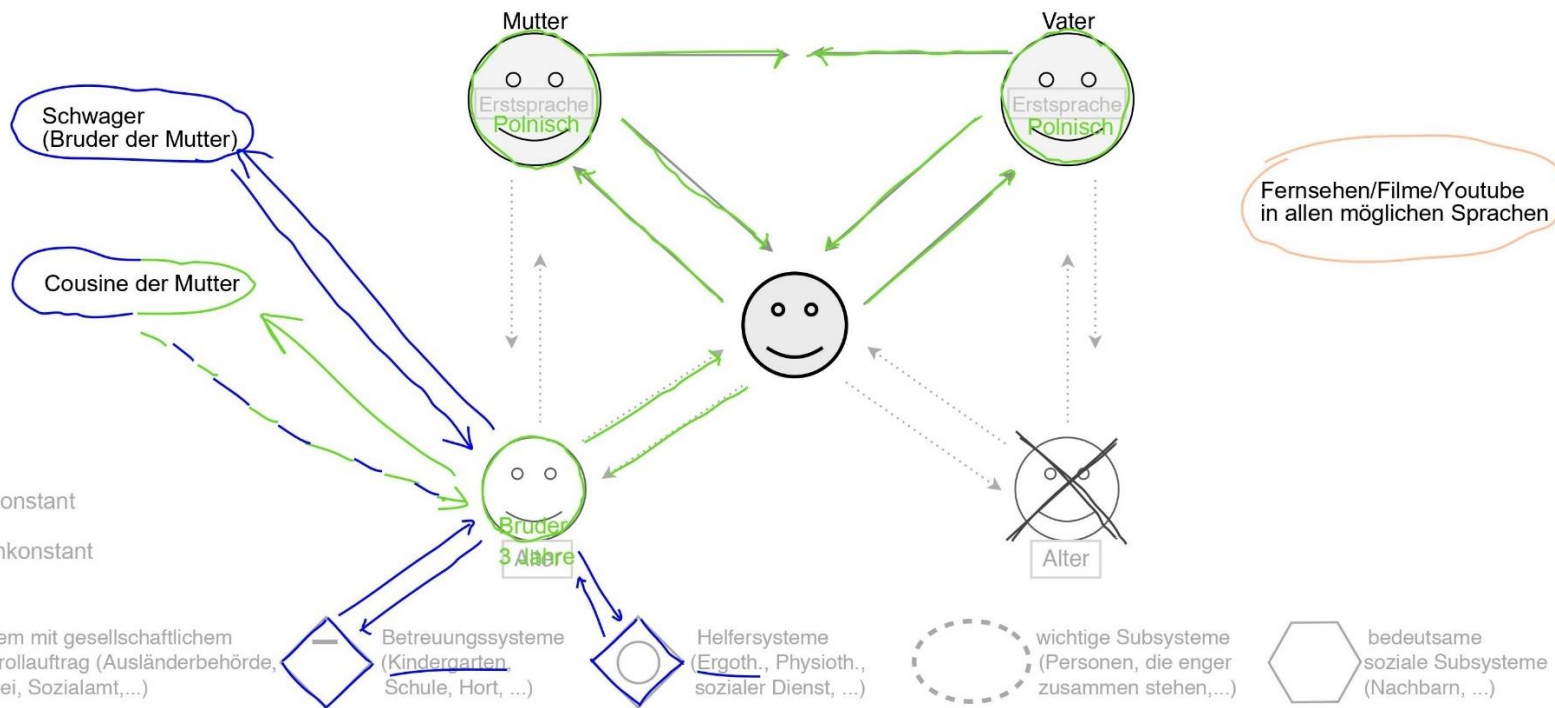 Mutter
Vater
Erstsprache
Polnisch
Erstsprache
Polnisch
Schwager
(Bruder der Mutter)
Fernsehen/Filme/Youtube
in allen möglichen Sprachen
Cousine der Mutter
onstant
nkonstant
Bruder
3 Jahre
Alter
Alter
em mit gesellschaftlichem
rollauftrag (Ausländerbehörde,
ei, Sozialamt,...)
Betreuungssysteme
(Kindergarten,
Schule, Hort, ...)
Helfersysteme
(Ergoth., Physioth.,
sozialer Dienst, ...)
wichtige Subsysteme
(Personen, die enger
zusammen stehen,...)
bedeutsame
soziale Subsysteme
(Nachbarn, ...)